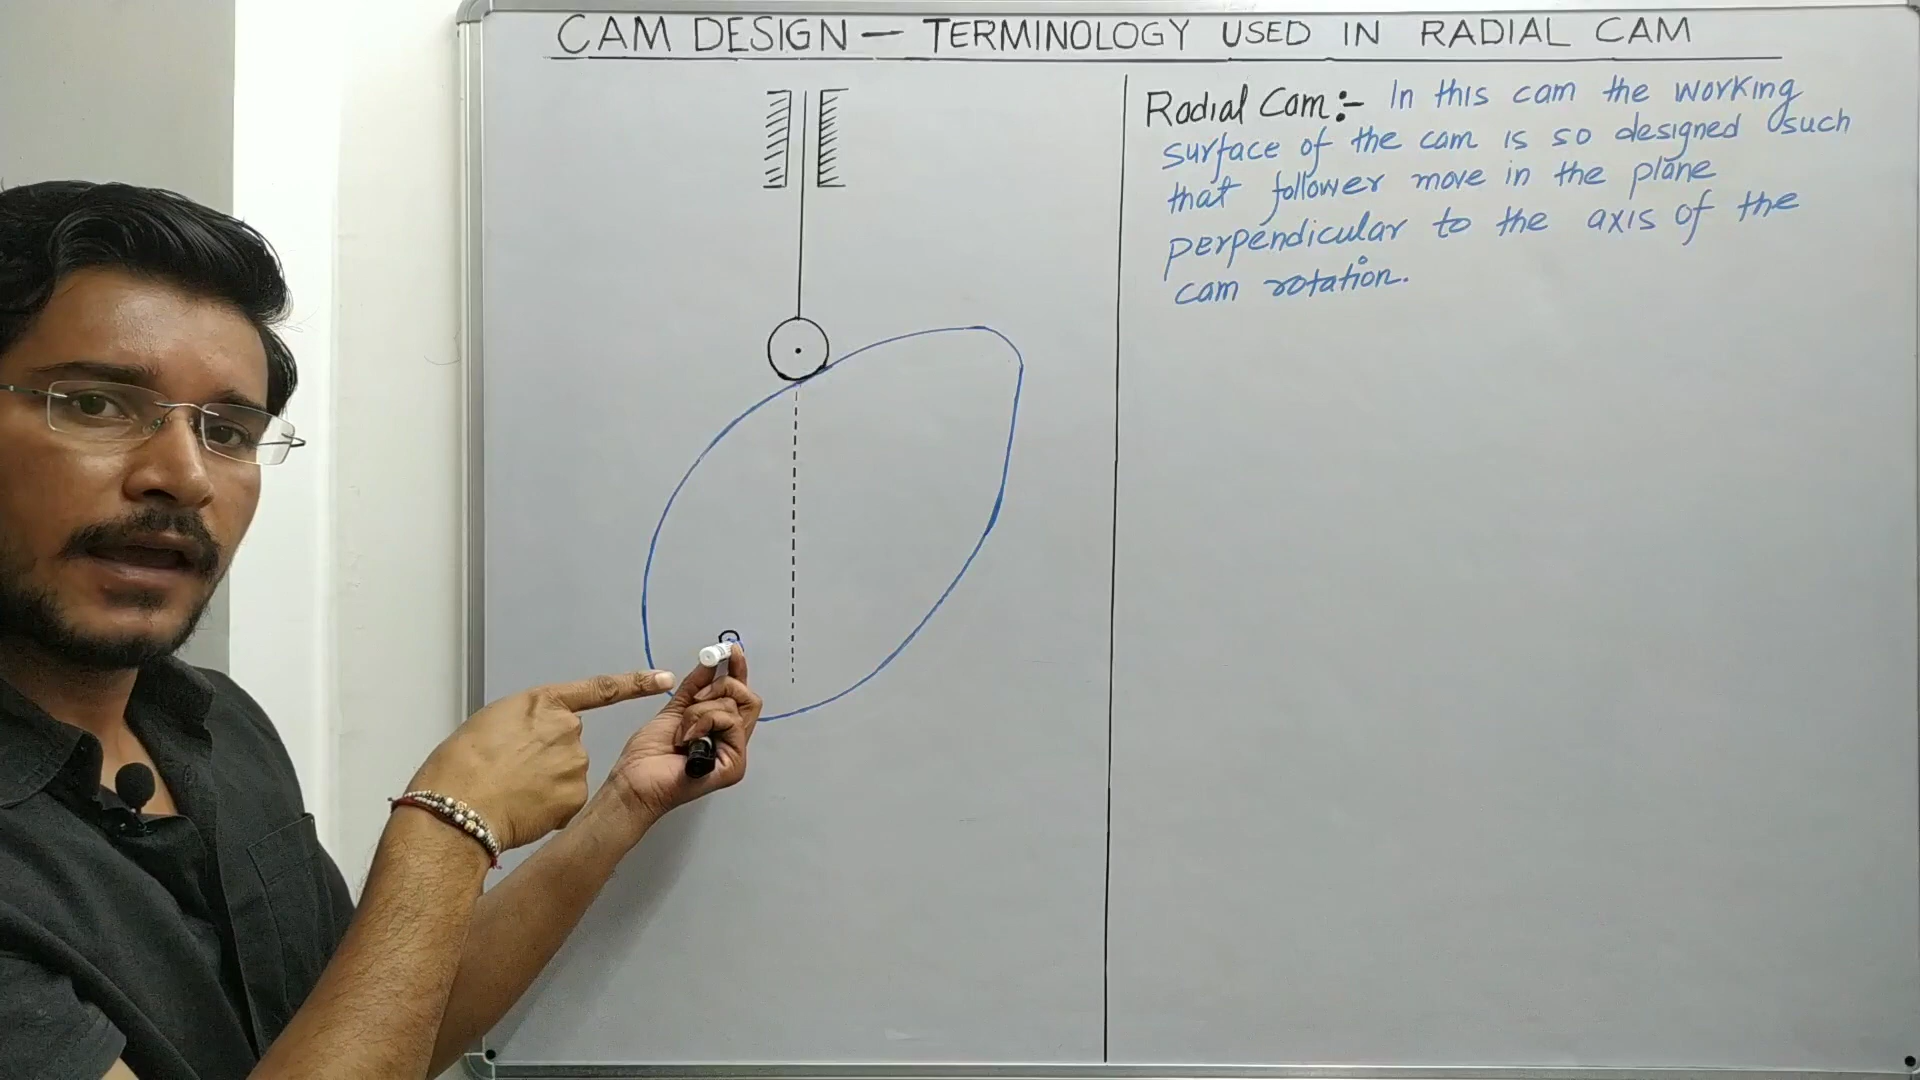 CAM DESIGN — TERMINOLOGY USED IN RADIAL CAM
Radial Cam:- In this cam the working
surface of the cam is so designed such
that follower move in the plane
perpendicular to the axis of the
cam rotation.